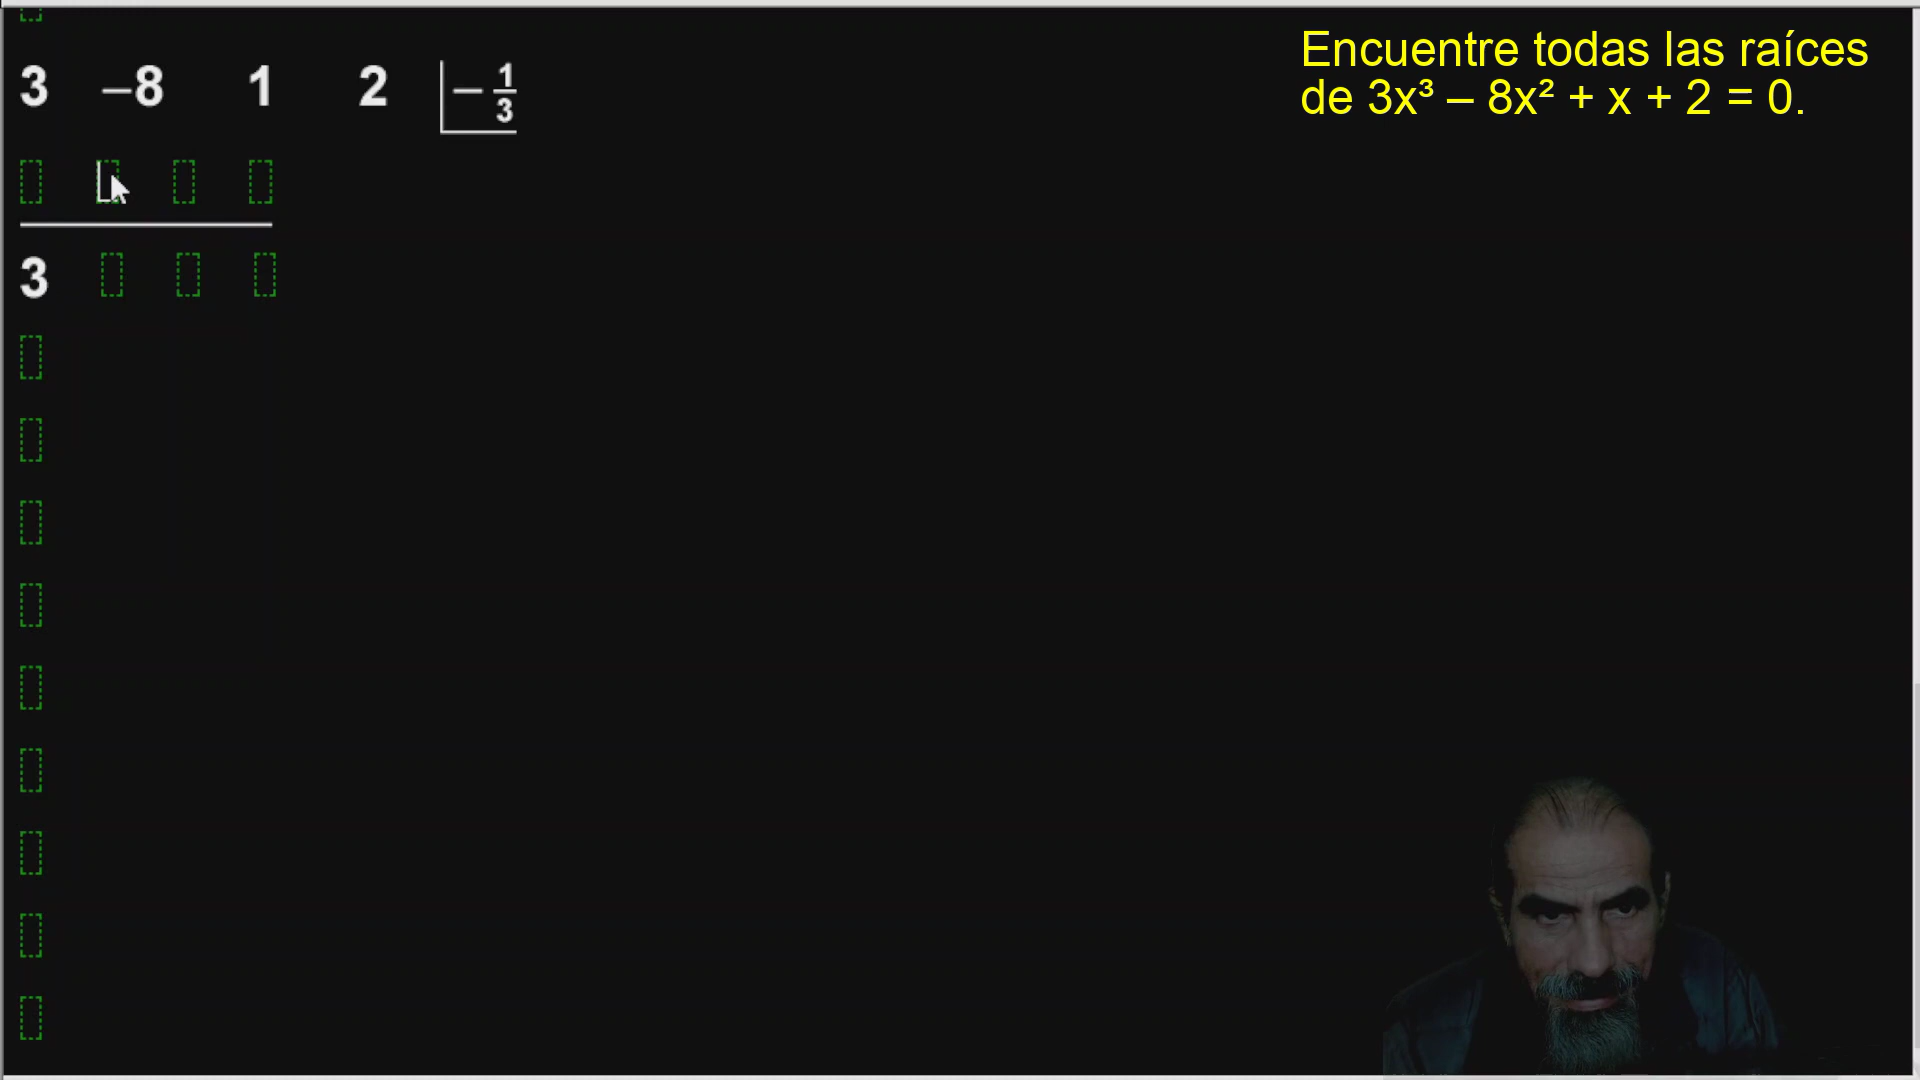 3 –8 1 2 –1/3
3
Encuentre todas las raíces
de 3x³ – 8x² + x + 2 = 0.